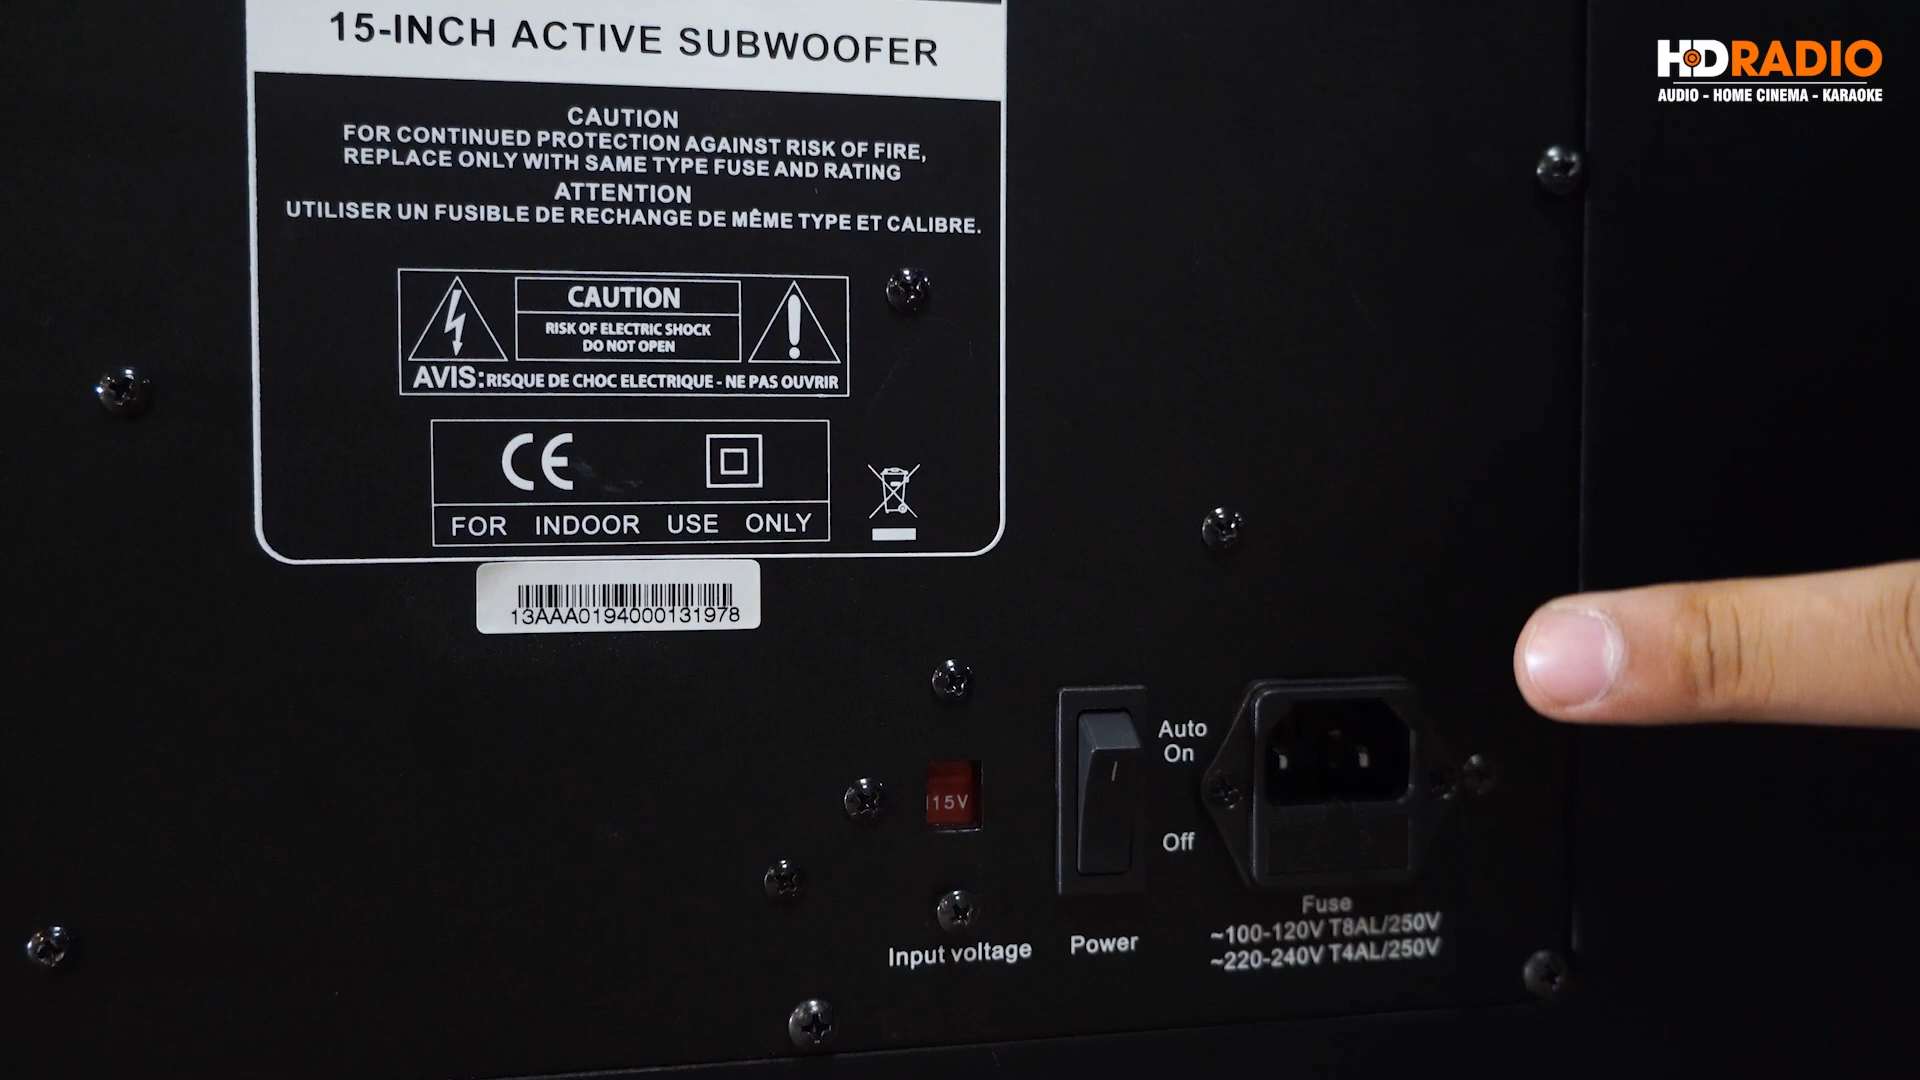 15-INCH ACTIVE SUBWOOFER
HDRADIO
AUDIO - HOME CINEMA - KARAOKE
CAUTION
FOR CONTINUED PROTECTION AGAINST RISK OF FIRE,
REPLACE ONLY WITH SAME TYPE FUSE AND RATING
ATTENTION
UTILISER UN FUSIBLE DE RECHANGE DE MÊME TYPE ET CALIBRE.
CAUTION
RISK OF ELECTRIC SHOCK
DO NOT OPEN
AVIS: RISQUE DE CHOC ELECTRIQUE - NE PAS OUVRIR
CE
FOR INDOOR USE ONLY
13AAA0194000131978
115V
Input voltage
Auto
On
Off
Power
Fuse
~100-120V T8AL/250V
~220-240V T4AL/250V